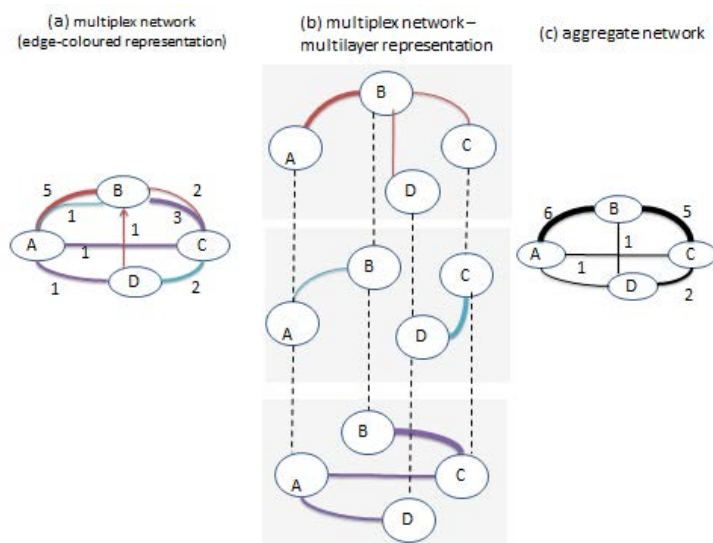 (a) multiplex network
(edge-coloured representation)
(b) multiplex network –
multilayer representation
(c) aggregate network
5
B
2
1
3
1
A
1
C
1
D
2
B
A
C
D
B
C
A
D
B
C
A
D
6
B
5
1
A
1
C
D
2